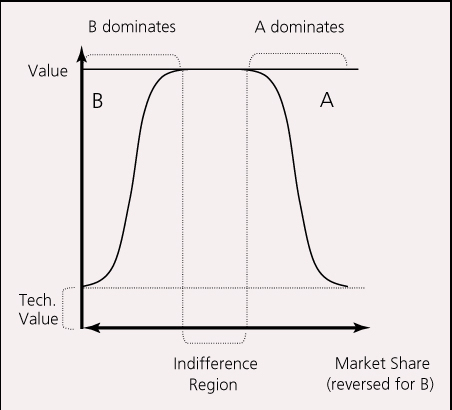 B dominates
A dominates
Value
B
A
Tech.
Value
Indifference
Region
Market Share
(reversed for B)